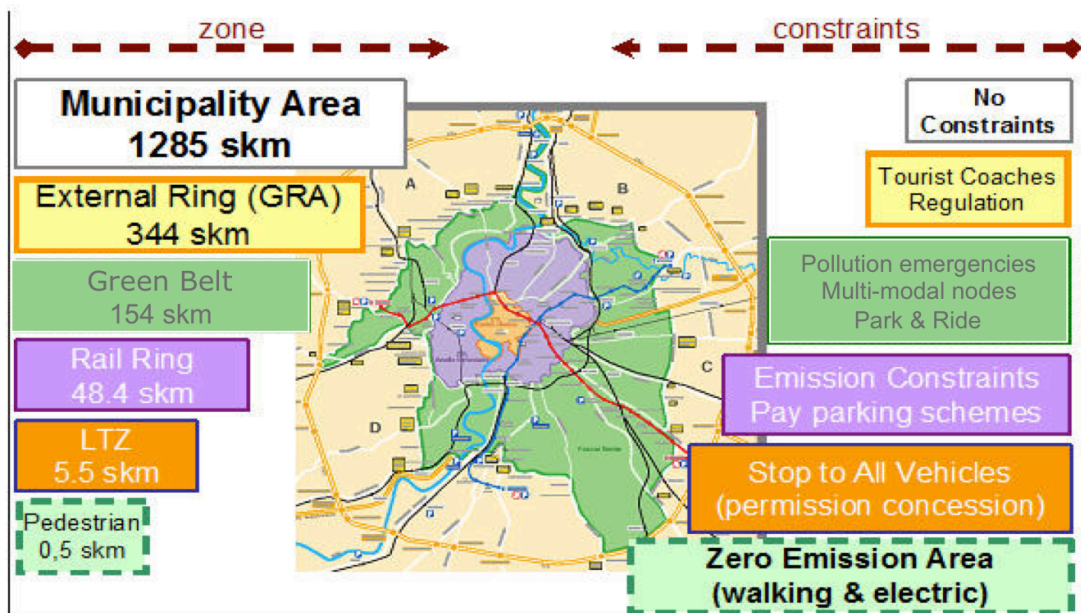 zone
constraints
Municipality Area
1285 skm
No
Constraints
External Ring (GRA)
344 skm
Tourist Coaches
Regulation
Green Belt
154 skm
Pollution emergencies
Multi-modal nodes
Park & Ride
Rail Ring
48.4 skm
Emission Constraints
Pay parking schemes
LTZ
5.5 skm
Stop to All Vehicles
(permission concession)
Pedestrian
0,5 skm
Zero Emission Area
(walking & electric)
A
B
C
D